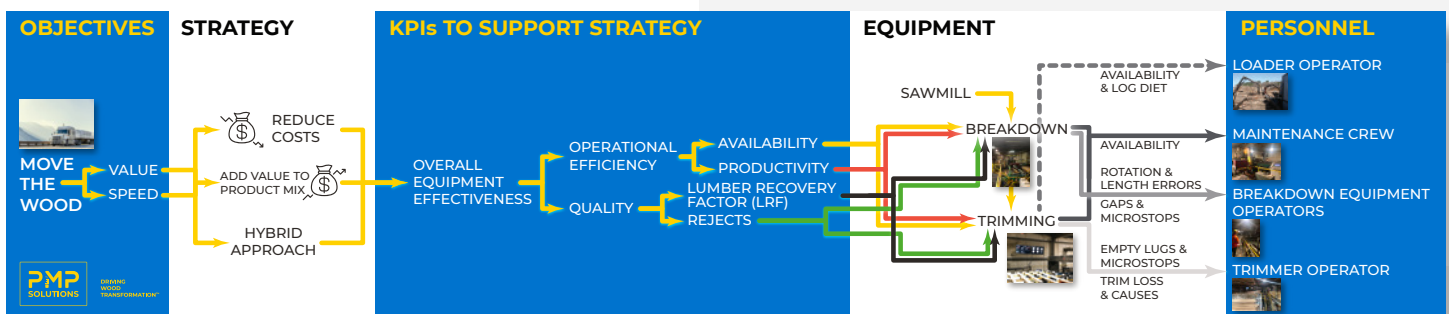 OBJECTIVES
STRATEGY
KPIs TO SUPPORT STRATEGY
EQUIPMENT
PERSONNEL
MOVE
THE
WOOD
VALUE
SPEED
REDUCE
COSTS
ADD VALUE TO
PRODUCT MIX
HYBRID
APPROACH
OVERALL
EQUIPMENT
EFFECTIVENESS
OPERATIONAL
EFFICIENCY
QUALITY
AVAILABILITY
PRODUCTIVITY
LUMBER RECOVERY
FACTOR (LRF)
REJECTS
SAWMILL
BREAKDOWN
TRIMMING
AVAILABILITY
& LOG DIET
AVAILABILITY
ROTATION &
LENGTH ERRORS
GAPS &
MICROSTOPS
EMPTY LUGS &
MICROSTOPS
TRIM LOSS
& CAUSES
LOADER OPERATOR
MAINTENANCE CREW
BREAKDOWN EQUIPMENT
OPERATORS
TRIMMER OPERATOR
PMP
SOLUTIONS
DRIVING
WOOD
TRANSFORMATION™